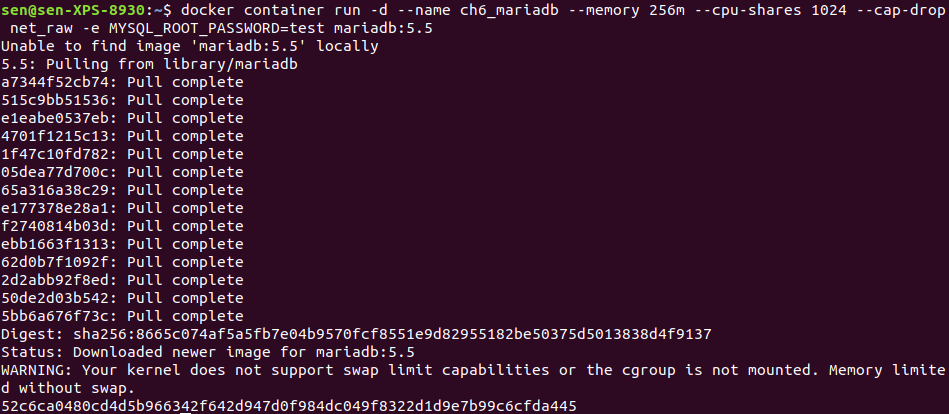 sen@sen-XPS-8930:~$ docker container run -d --name ch6_mariadb --memory 256m --cpu-shares 1024 --cap-drop
 net_raw -e MYSQL_ROOT_PASSWORD=test mariadb:5.5
Unable to find image 'mariadb:5.5' locally
5.5: Pulling from library/mariadb
a7344f52cb74: Pull complete
515c9bb51536: Pull complete
e1eabe0537eb: Pull complete
4701f1215c13: Pull complete
1f47c10fd782: Pull complete
05dea77d700c: Pull complete
65a316a38c29: Pull complete
e177378e28a1: Pull complete
f2740814b03d: Pull complete
ebb1663f1313: Pull complete
62d0b7f1092f: Pull complete
2d2abb92f8ed: Pull complete
50de2d03b542: Pull complete
5bb6a676f73c: Pull complete
Digest: sha256:8665c074af5a5fb7e04b9570fcf8551e9d82955182be50375d5013838d4f9137
Status: Downloaded newer image for mariadb:5.5
WARNING: Your kernel does not support swap limit capabilities or the cgroup is not mounted. Memory limite
d without swap.
52c6ca0480cd4d5b966342f642d947d0f984dc049f8322d1d9e7b99c6cfda445